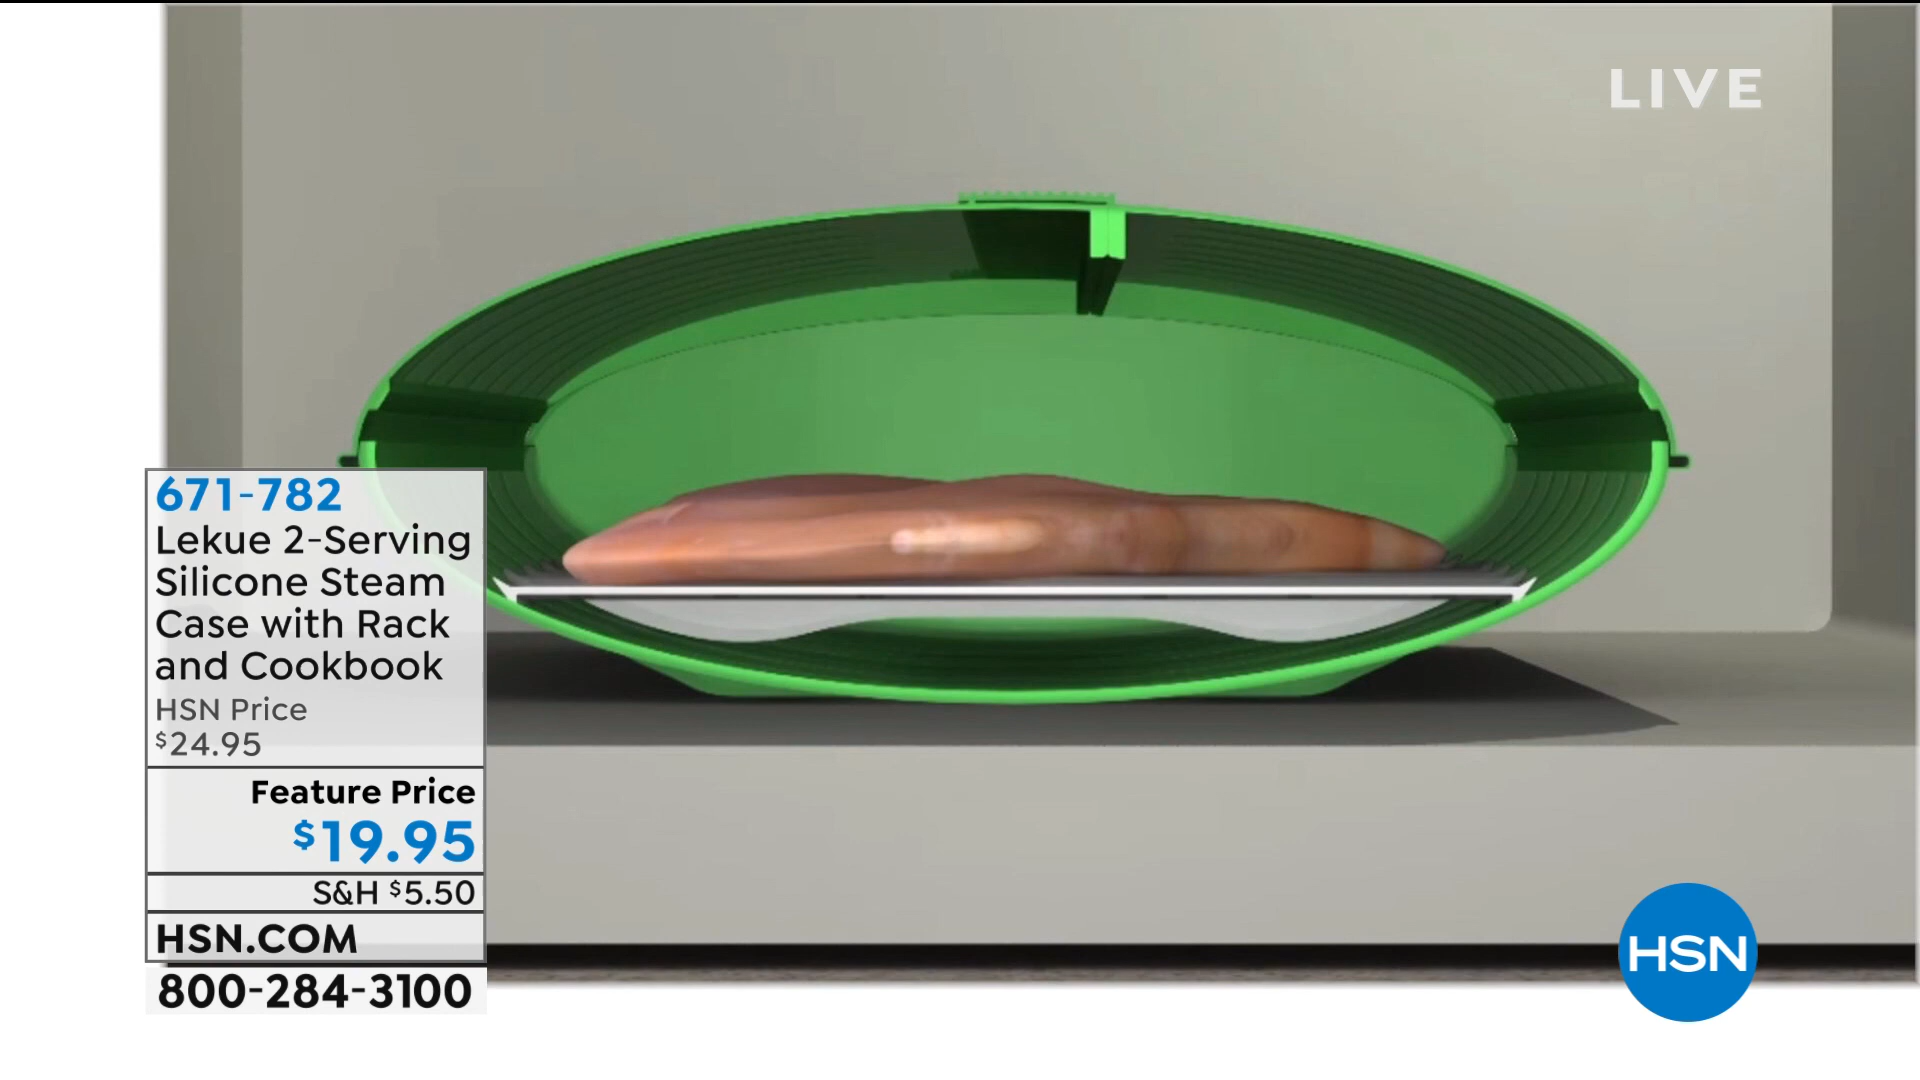 LIVE
671-782
Lekue 2-Serving
Silicone Steam
Case with Rack
and Cookbook
HSN Price
$24.95
Feature Price
$19.95
S&H $5.50
HSN.COM
800-284-3100
HSN